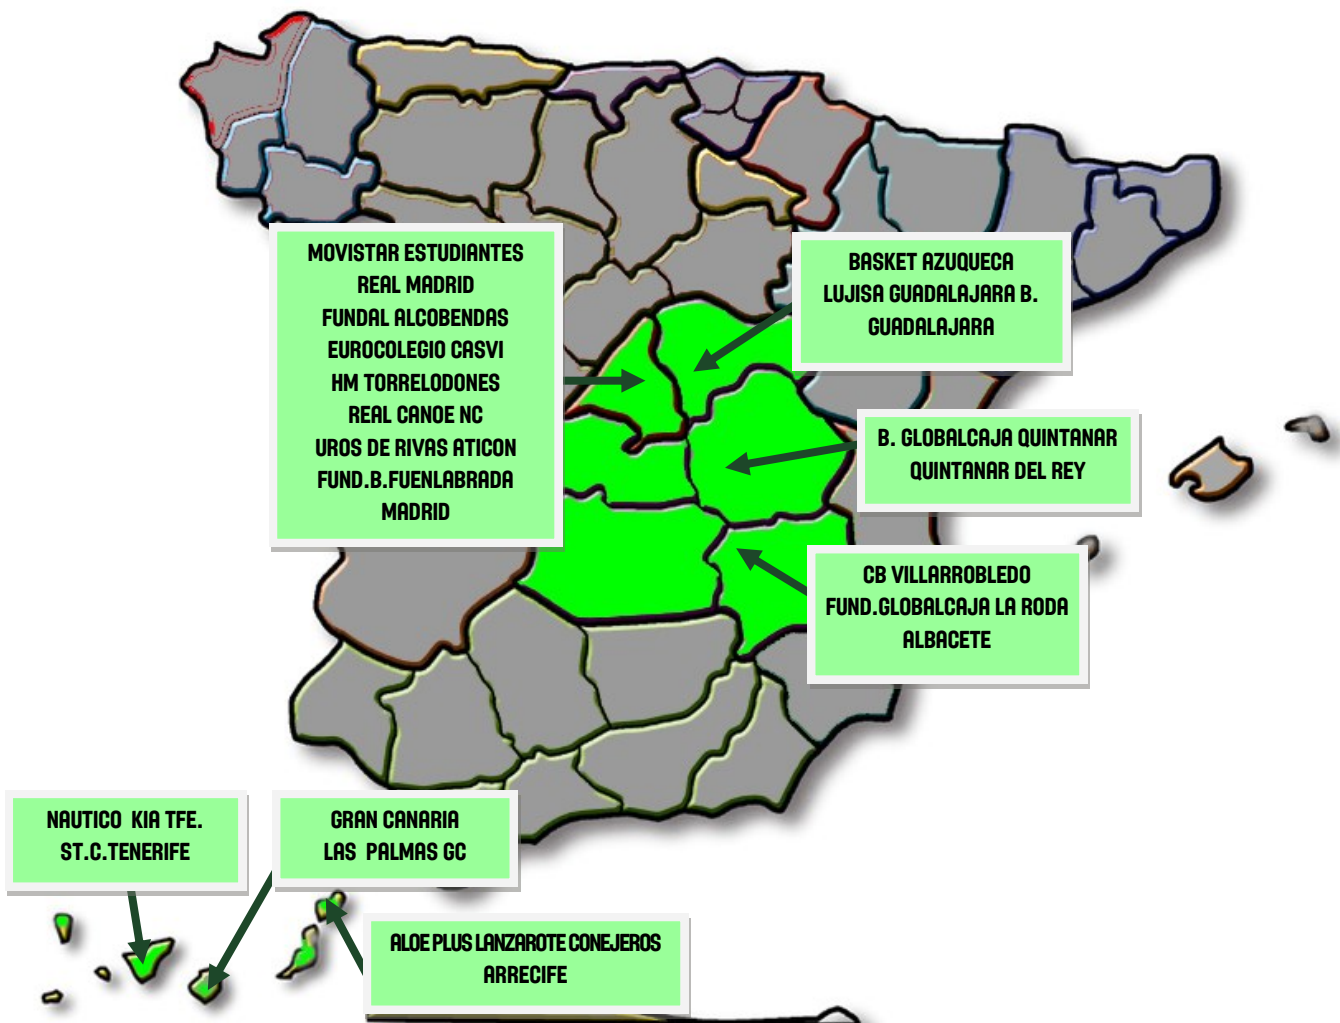 MOVISTAR ESTUDIANTES
REAL MADRID
FUNDAL ALCOBENDAS
EUROCOLEGIO CASVI
HM TORRELODONES
REAL CANOE NC
UROS DE RIVAS ATICON
FUND.B.FUENLABRADA
MADRID
BASKET AZUQUECA
LUJISA GUADALAJARA B.
GUADALAJARA
B. GLOBALCAJA QUINTANAR
QUINTANAR DEL REY
CB VILLARROBLEDO
FUND.GLOBALCAJA LA RODA
ALBACETE
NAUTICO KIA TFE.
ST.C.TENERIFE
GRAN CANARIA
LAS PALMAS GC
ALOE PLUS LANZAROTE CONEJEROS
ARRECIFE